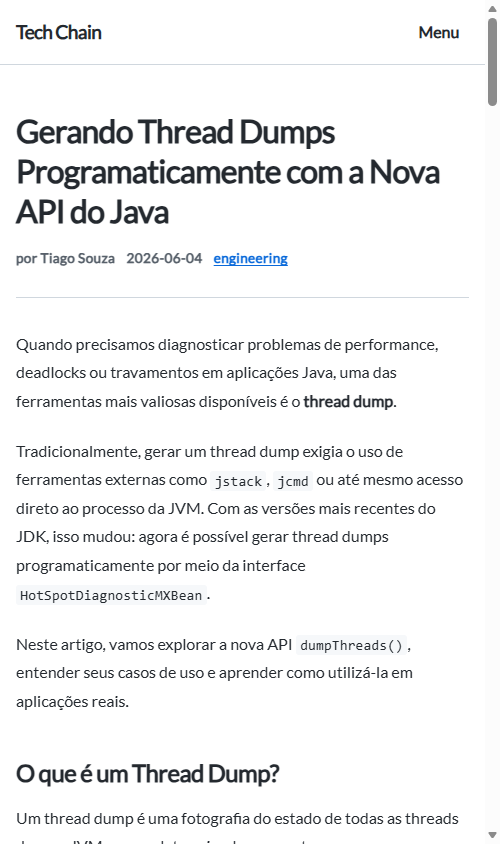 Tech Chain
Menu
Gerando Thread Dumps
Programaticamente com a Nova
API do Java
por Tiago Souza 2026-06-04 engineering
Quando precisamos diagnosticar problemas de performance,
deadlocks ou travamentos em aplicações Java, uma das
ferramentas mais valiosas disponíveis é o thread dump.
Tradicionalmente, gerar um thread dump exigia o uso de
ferramentas externas como jstack, jcmd ou até mesmo acesso
direto ao processo da JVM. Com as versões mais recentes do
JDK, isso mudou: agora é possível gerar thread dumps
programaticamente por meio da interface
HotSpotDiagnosticMXBean.
Neste artigo, vamos explorar a nova API dumpThreads(),
entender seus casos de uso e aprender como utilizá-la em
aplicações reais.
O que é um Thread Dump?
Um thread dump é uma fotografia do estado de todas as threads